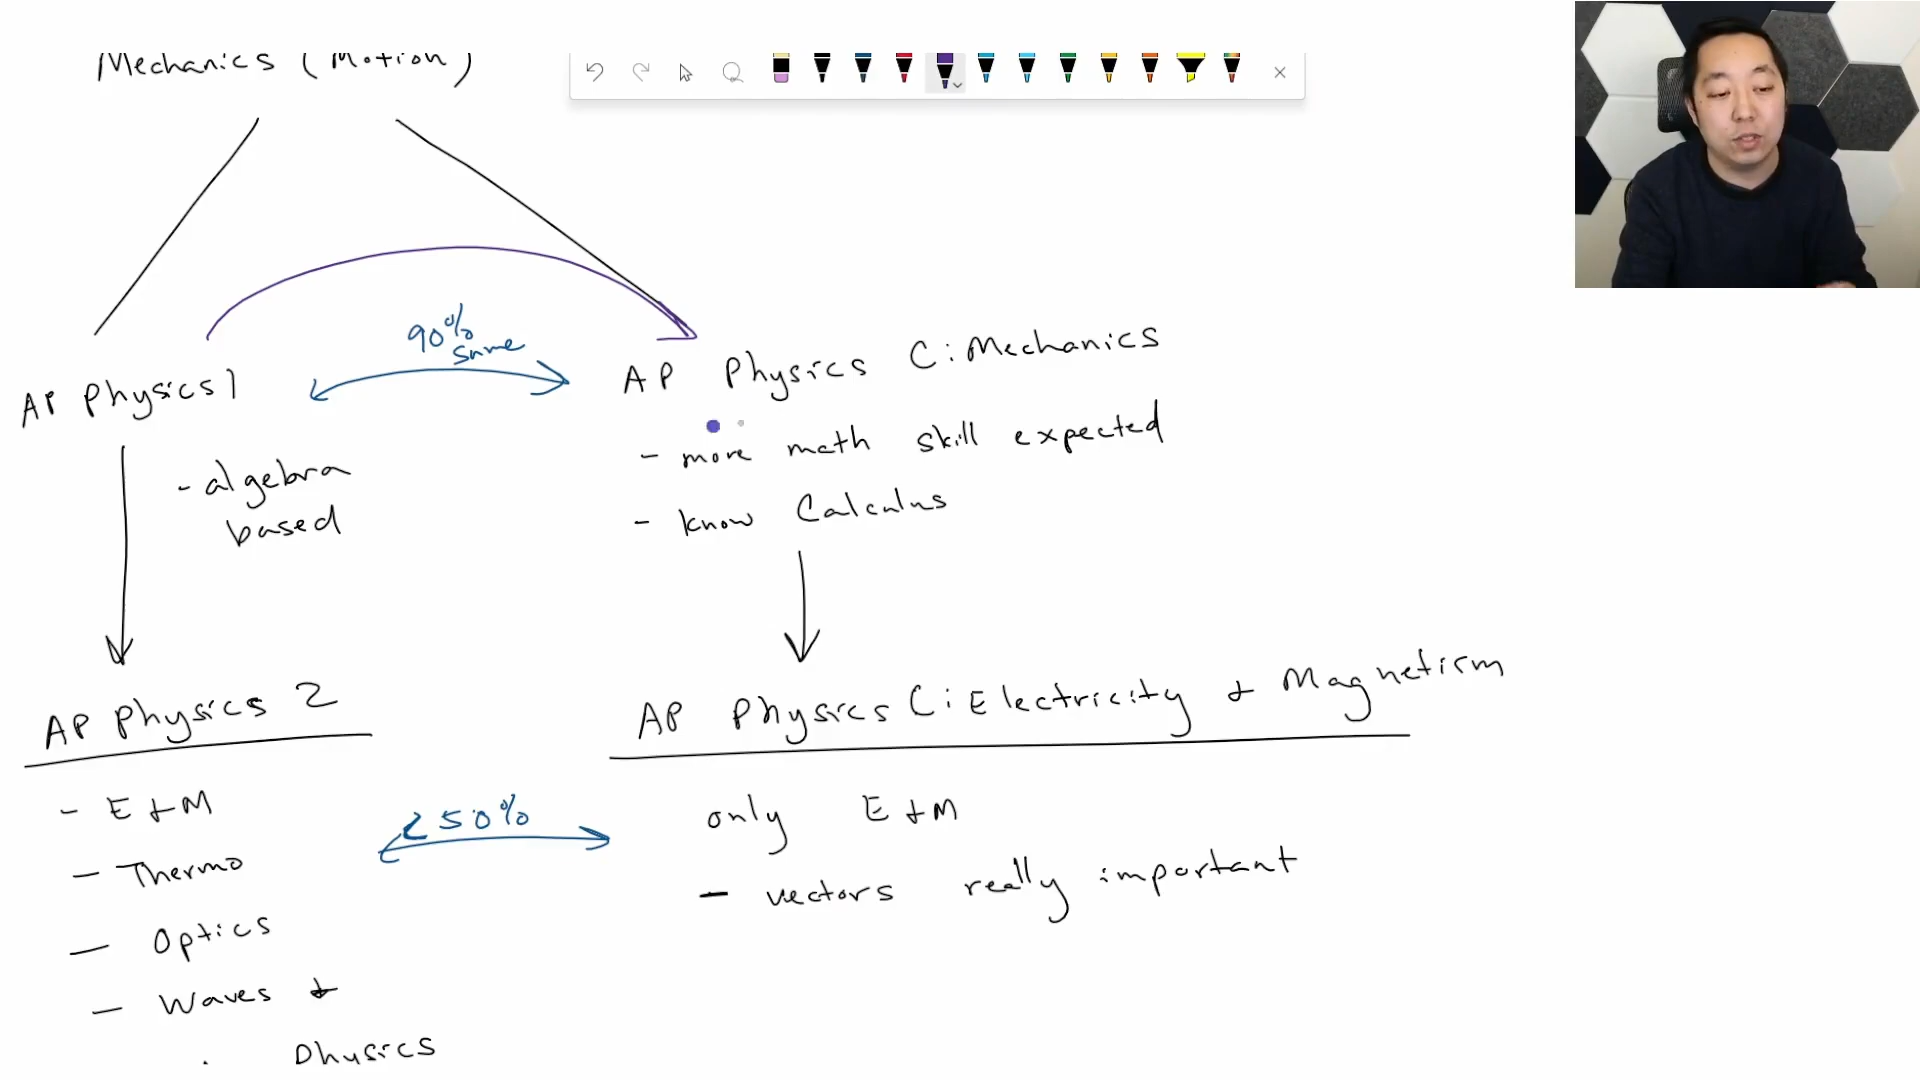 Mechanics (Motion)
90%
same
AP Physics 1
AP Physics C: Mechanics
- algebra
based
- more math skill expected
- know Calculus
AP Physics 2
AP Physics C: Electricity & Magnetism
- E + M
<50%
only E + M
- Thermo
- vectors really important
- Optics
- Waves +
Physics